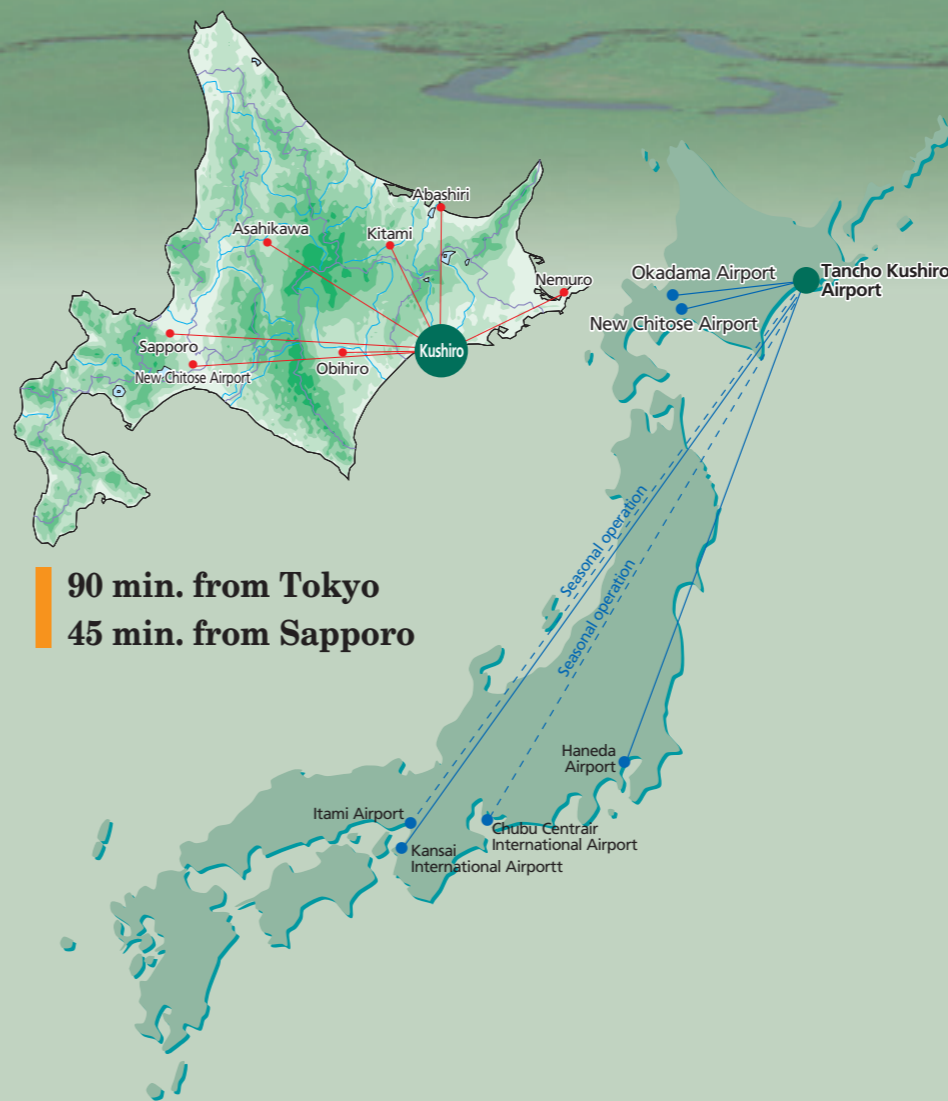 Abashiri
Asahikawa
Kitami
Nemuro
Kushiro
Sapporo
New Chitose Airport
Obihiro
Okadama Airport
Tancho Kushiro
Airport
New Chitose Airport
Seasonal operation
Seasonal operation
90 min. from Tokyo
45 min. from Sapporo
Haneda
Airport
Itami Airport
Chubu Centrair
International Airport
Kansai
International Airportt